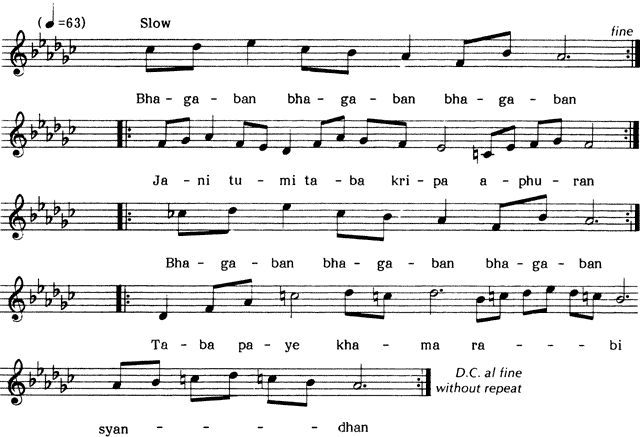 (♩=63) Slow
fine
Bha - ga - ban bha - ga - ban bha - ga - ban
Ja - ni tu - mi ta - ba kri - pa a - phu - ran
Bha - ga - ban bha - ga - ban bha - ga - ban
Ta - ba pa - ye kha - ma ra - - bi
D.C. al fine
without repeat
syan - - - - dhan